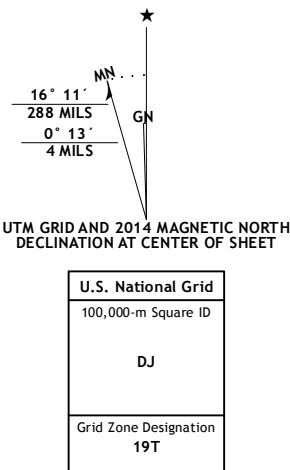 ★
MN
16° 11´
288 MILS
GN
0° 13´
4 MILS
UTM GRID AND 2014 MAGNETIC NORTH
DECLINATION AT CENTER OF SHEET
U.S. National Grid
100,000-m Square ID
DJ
Grid Zone Designation
19T